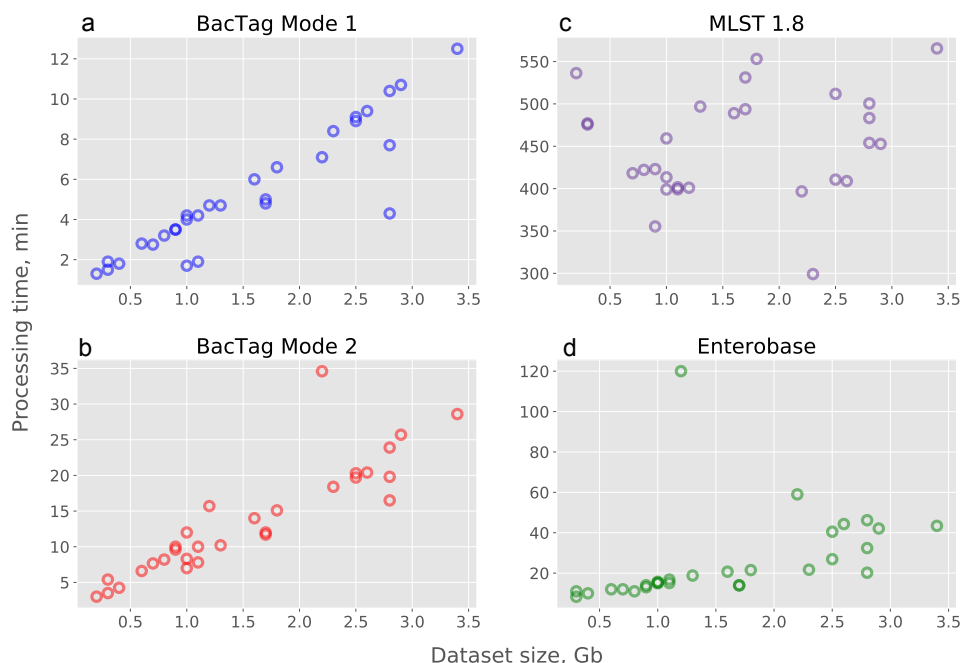 a BacTag Mode 1
12
10
8
6
4
2
0.5 1.0 1.5 2.0 2.5 3.0 3.5
c MLST 1.8
550
500
450
400
350
300
0.5 1.0 1.5 2.0 2.5 3.0 3.5
Processing time, min
b BacTag Mode 2
35
30
25
20
15
10
5
0.5 1.0 1.5 2.0 2.5 3.0 3.5
d Enterobase
120
100
80
60
40
20
0.5 1.0 1.5 2.0 2.5 3.0 3.5
Dataset size, Gb